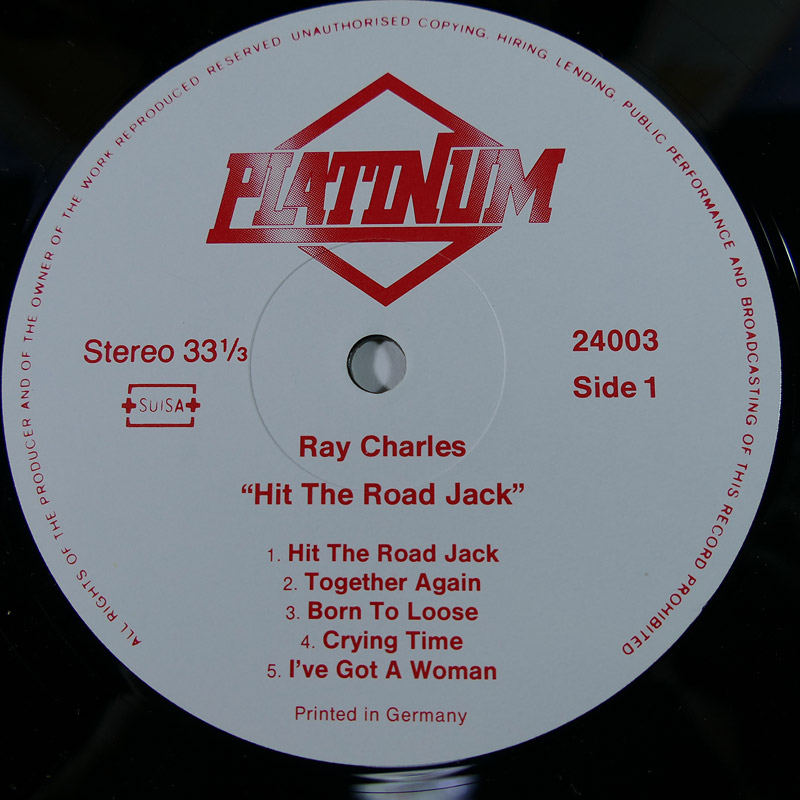 ALL RIGHTS OF THE PRODUCER AND OF THE OWNER OF THE WORK REPRODUCED RESERVED UNAUTHORISED COPYING, HIRING, LENDING, PUBLIC PERFORMANCE AND BROADCASTING OF THIS RECORD PROHIBITED
PLATINUM
Stereo 33⅓
SUISA
24003
Side 1
Ray Charles
“Hit The Road Jack”
1. Hit The Road Jack
2. Together Again
3. Born To Loose
4. Crying Time
5. I’ve Got A Woman
Printed in Germany